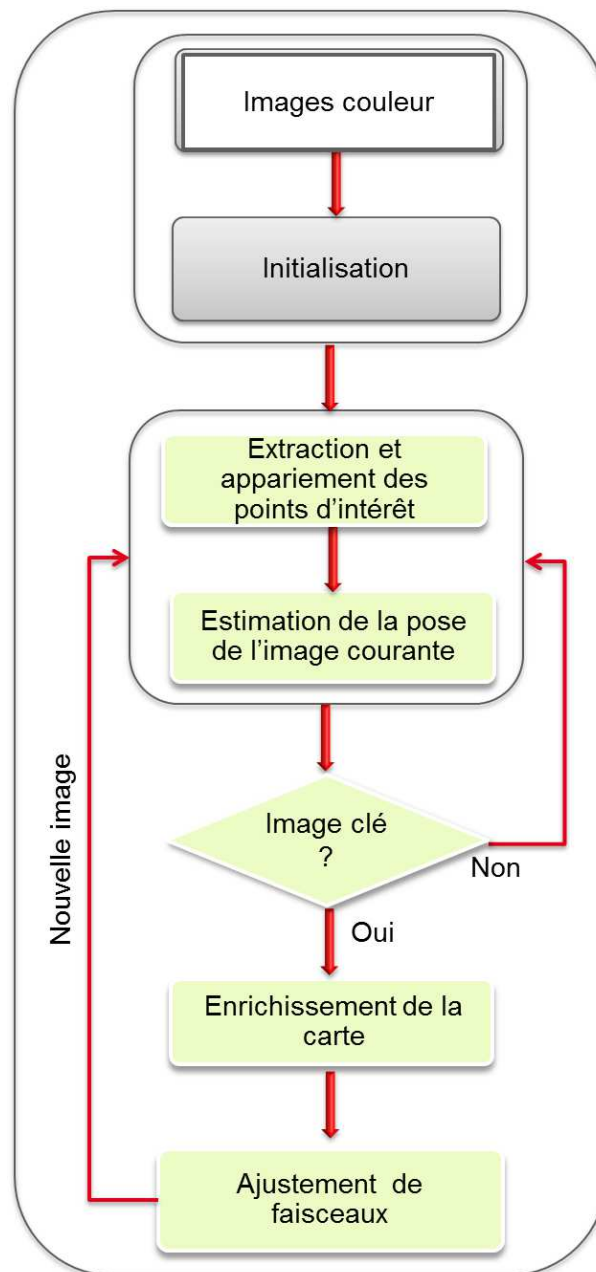 Images couleur
Initialisation
Extraction et
appariement des
points d'intérêt
Estimation de la pose
de l'image courante
Image clé
?
Non
Oui
Nouvelle image
Enrichissement de la
carte
Ajustement de
faisceaux